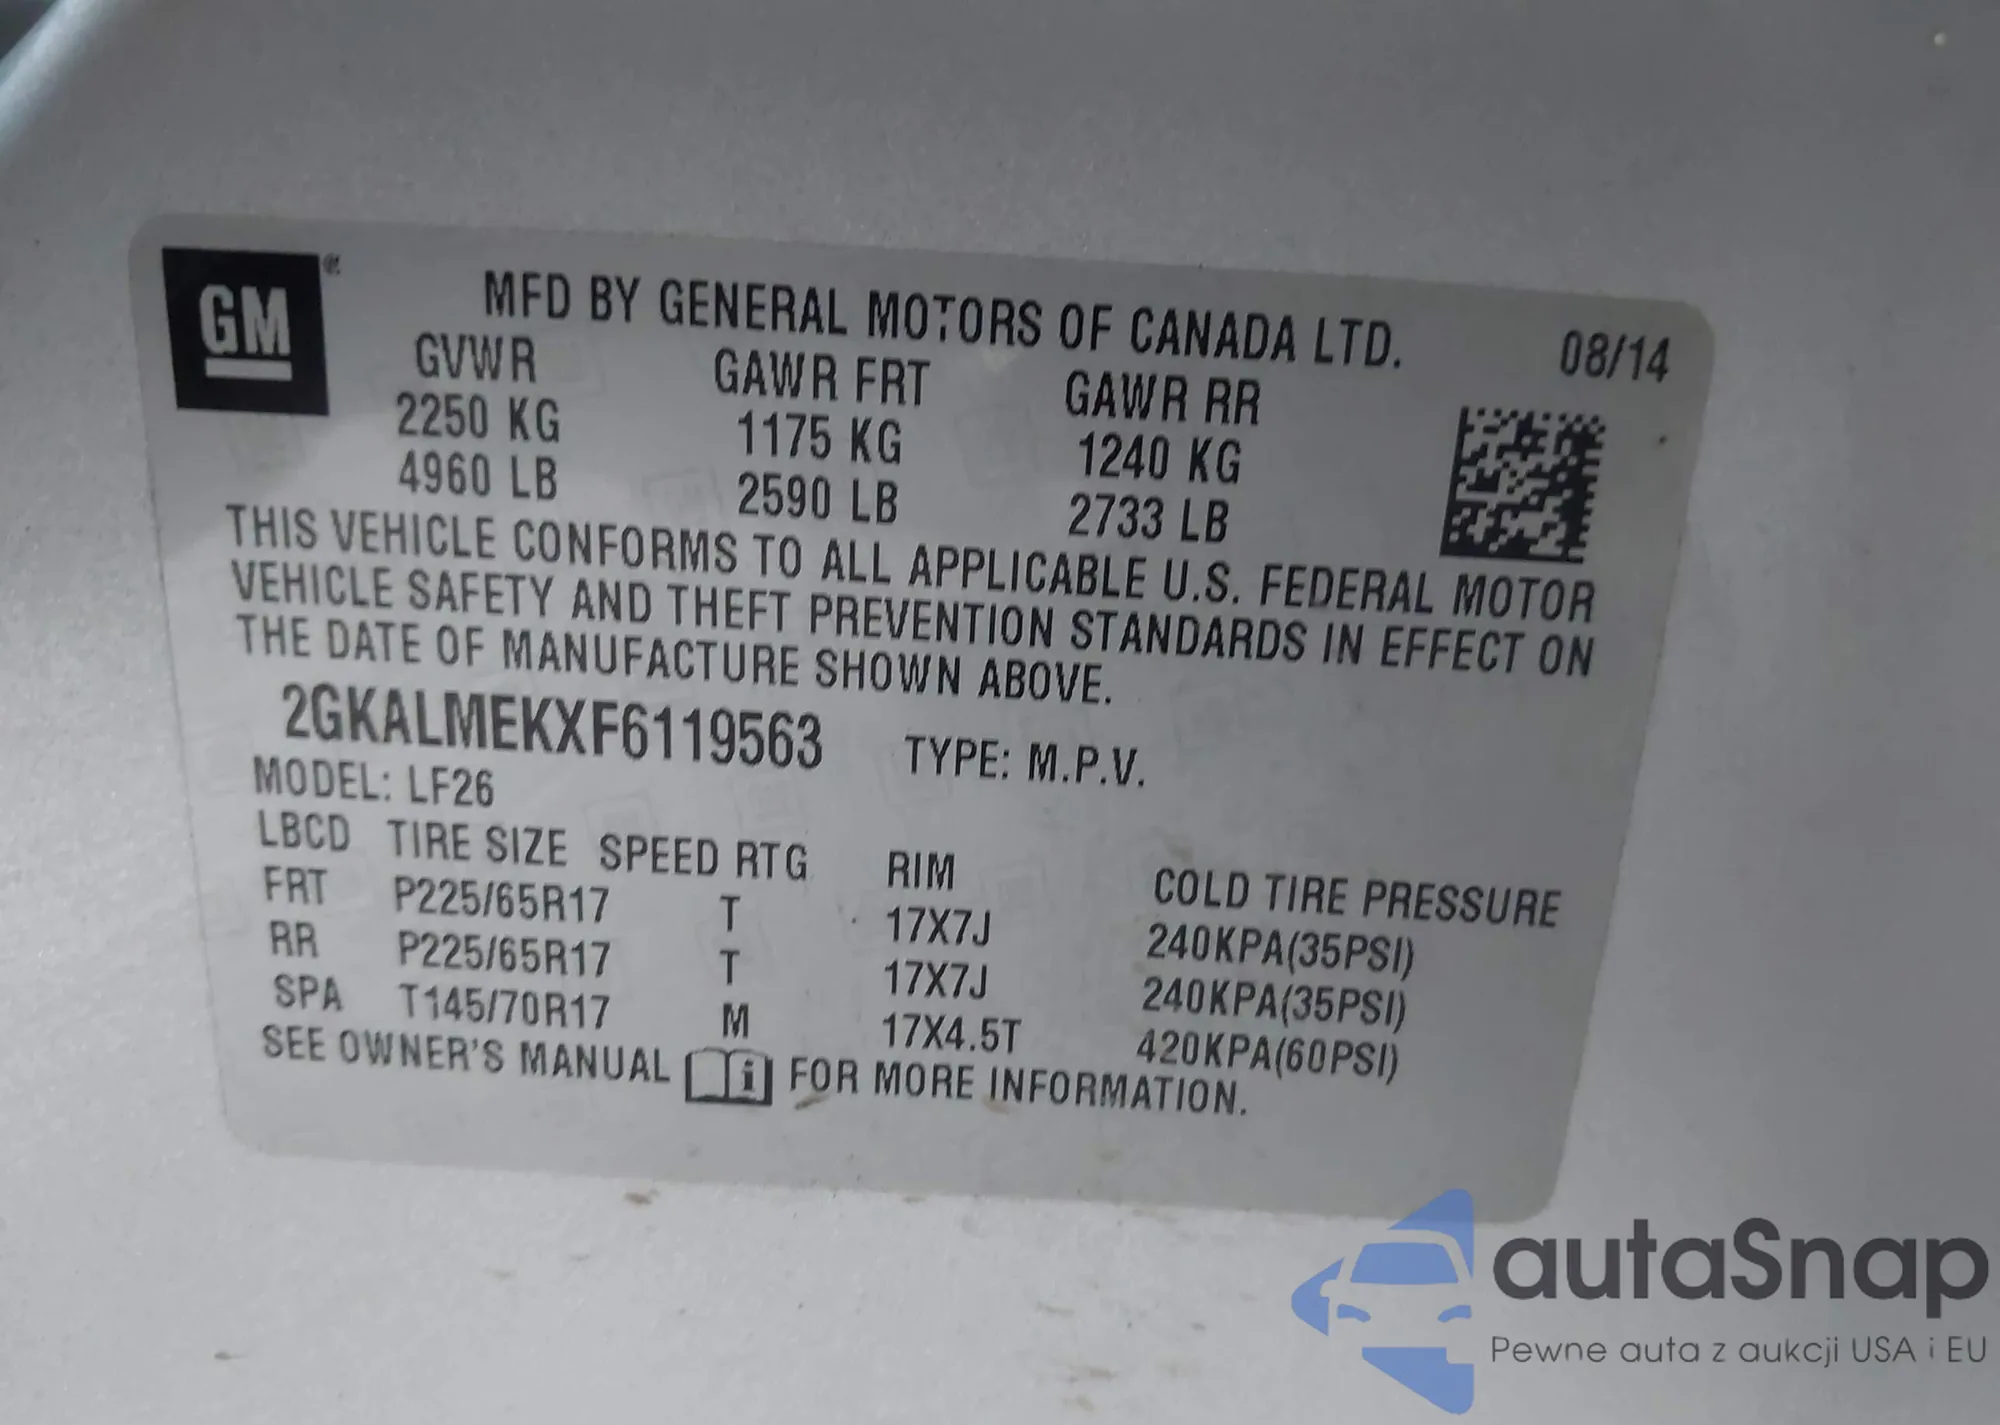 GM
MFD BY GENERAL MOTORS OF CANADA LTD. 08/14
GVWR GAWR FRT GAWR RR
2250 KG 1175 KG 1240 KG
4960 LB 2590 LB 2733 LB
THIS VEHICLE CONFORMS TO ALL APPLICABLE U.S. FEDERAL MOTOR
VEHICLE SAFETY AND THEFT PREVENTION STANDARDS IN EFFECT ON
THE DATE OF MANUFACTURE SHOWN ABOVE.
2GKALMEKXF6119563 TYPE: M.P.V.
MODEL: LF26
LBCD TIRE SIZE SPEED RTG RIM COLD TIRE PRESSURE
FRT P225/65R17 T 17X7J 240KPA(35PSI)
RR P225/65R17 T 17X7J 240KPA(35PSI)
SPA T145/70R17 M 17X4.5T 420KPA(60PSI)
SEE OWNER'S MANUAL i FOR MORE INFORMATION.
autaSnap
Pewne auta z aukcji USA i EU